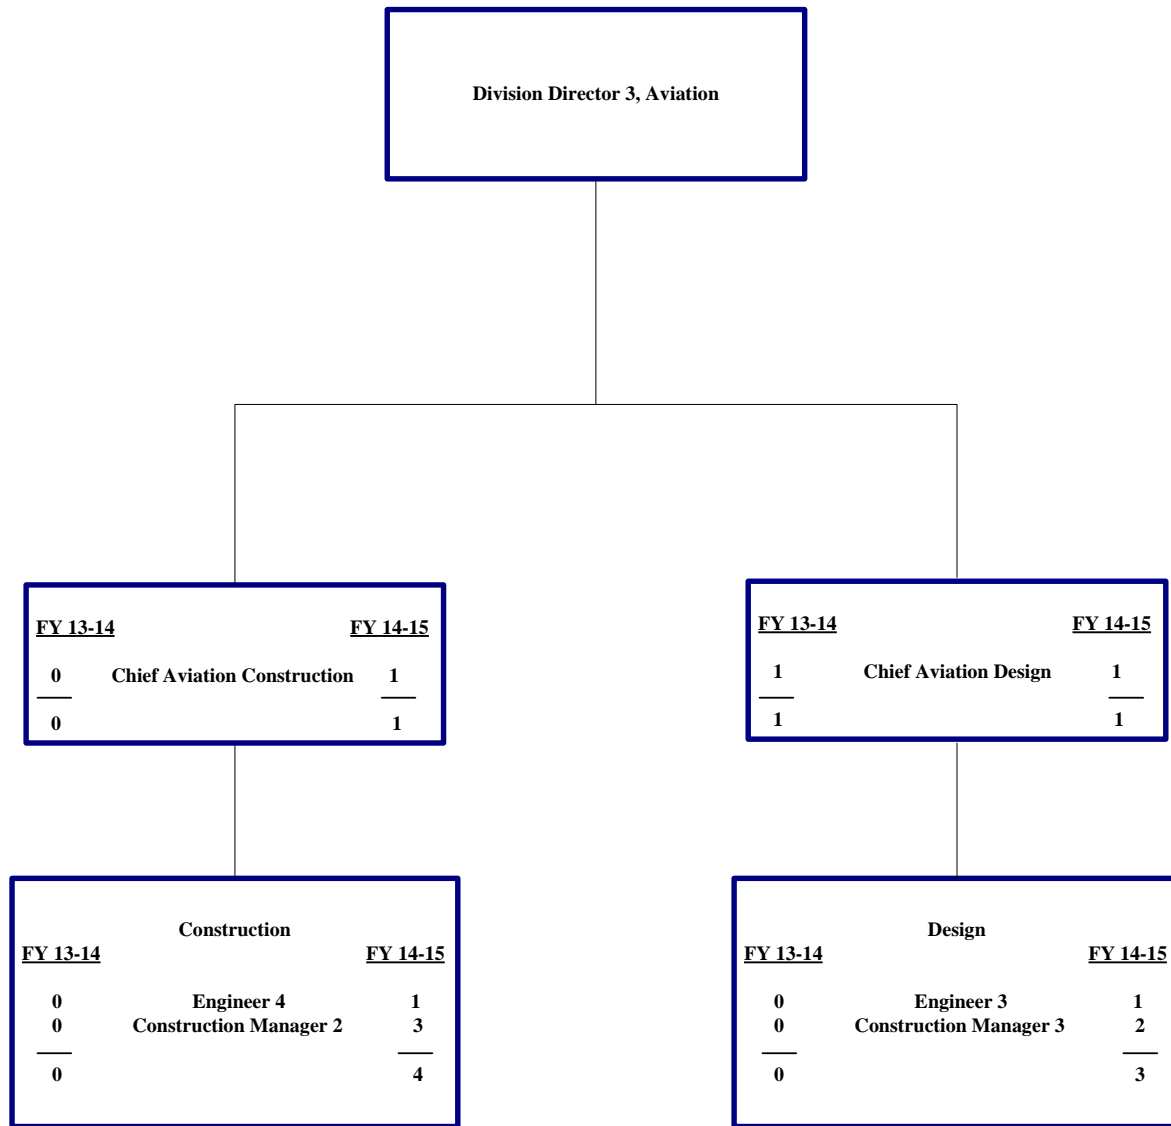 Division Director 3, Aviation
FY 13-14 FY 14-15
0 Chief Aviation Construction 1
0 1
FY 13-14 FY 14-15
1 Chief Aviation Design 1
1 1
Construction
FY 13-14 FY 14-15
0 Engineer 4 1
0 Construction Manager 2 3
0 4
Design
FY 13-14 FY 14-15
0 Engineer 3 1
0 Construction Manager 3 2
0 3